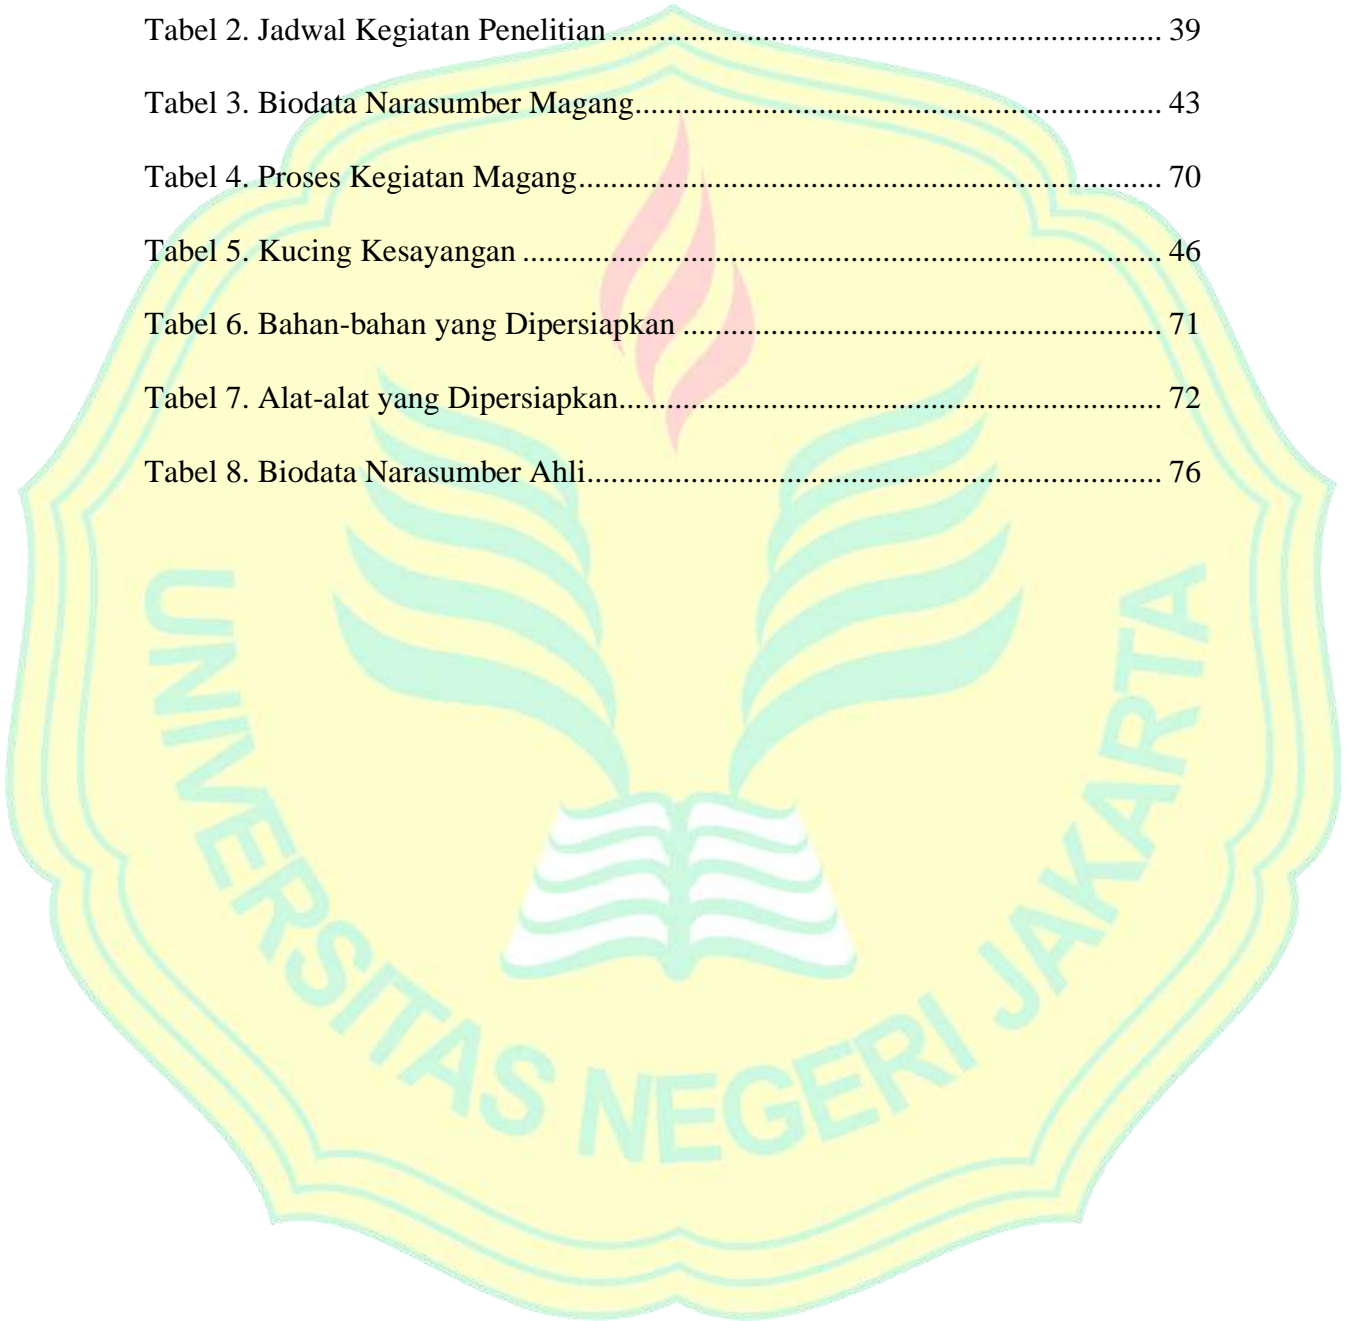 Tabel 2. Jadwal Kegiatan Penelitian ...................................................................... 39
Tabel 3. Biodata Narasumber Magang................................................................... 43
Tabel 4. Proses Kegiatan Magang.......................................................................... 70
Tabel 5. Kucing Kesayangan ................................................................................. 46
Tabel 6. Bahan-bahan yang Dipersiapkan ............................................................. 71
Tabel 7. Alat-alat yang Dipersiapkan..................................................................... 72
Tabel 8. Biodata Narasumber Ahli......................................................................... 76
UNIVERSITAS NEGERI JAKARTA